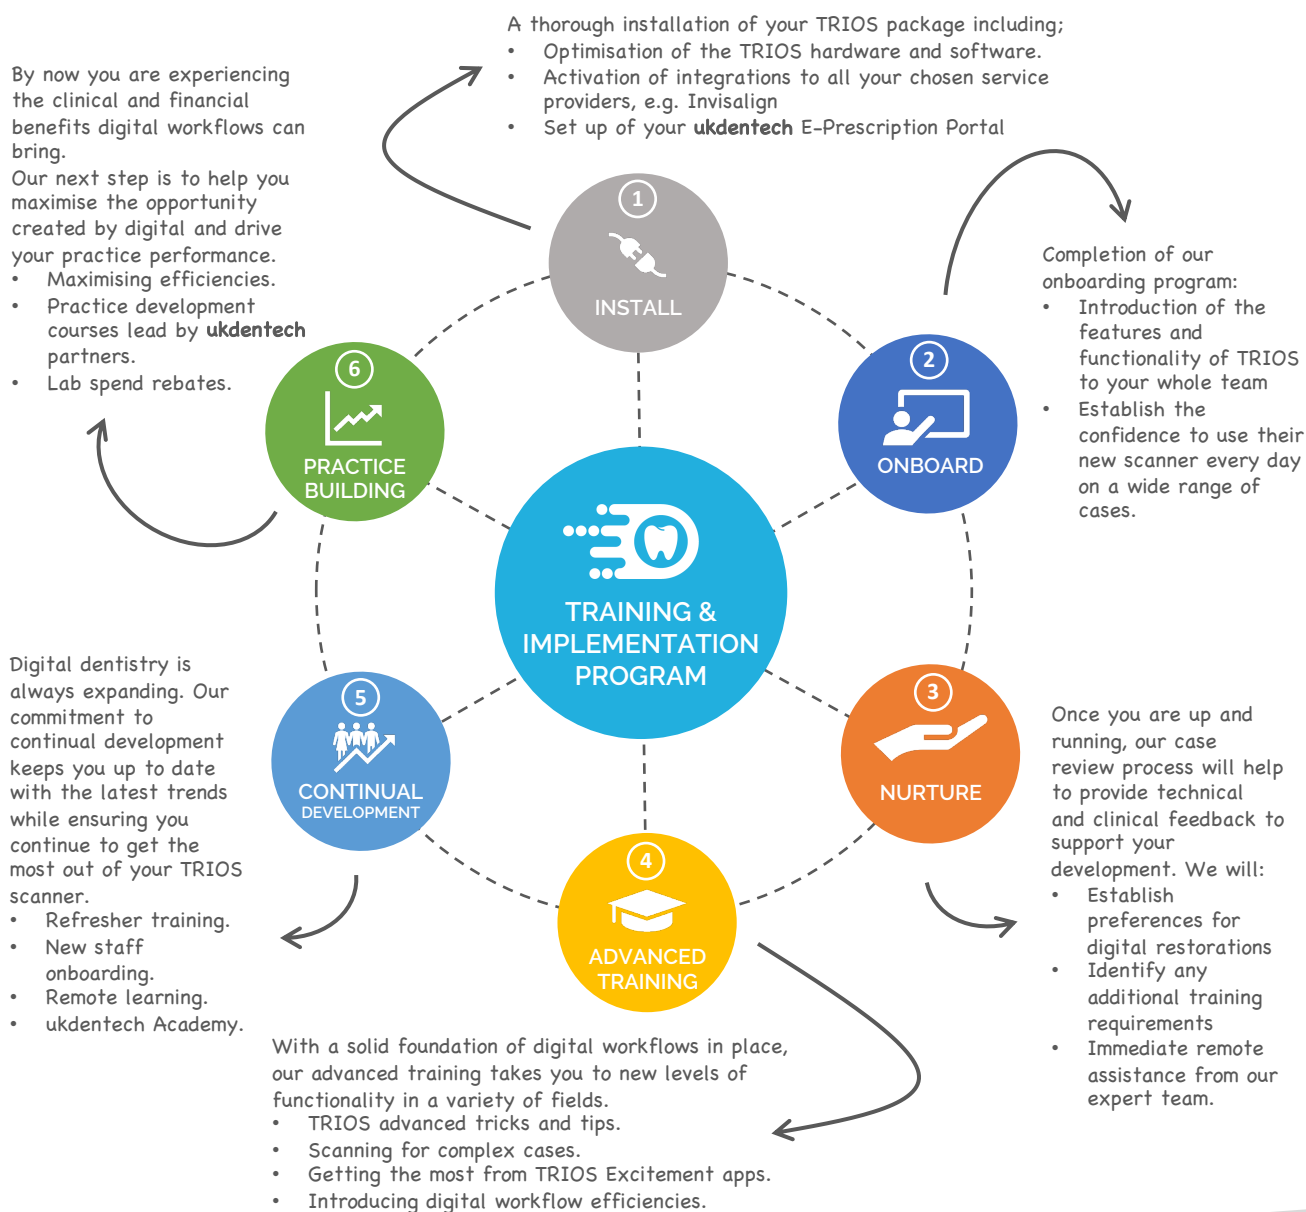 A thorough installation of your TRIOS package including;
• Optimisation of the TRIOS hardware and software.
• Activation of integrations to all your chosen service
providers, e.g. Invisalign
• Set up of your ukdentech E-Prescription Portal
By now you are experiencing
the clinical and financial
benefits digital workflows can
bring.
Our next step is to help you
maximise the opportunity
created by digital and drive
your practice performance.
• Maximising efficiencies.
• Practice development
courses lead by ukdentech
partners.
• Lab spend rebates.
1
INSTALL
Completion of our
onboarding program:
• Introduction of the
features and
functionality of TRIOS
to your whole team
• Establish the
confidence to use their
new scanner every day
on a wide range of
cases.
2
ONBOARD
6
PRACTICE
BUILDING
TRAINING &
IMPLEMENTATION
PROGRAM
3
NURTURE
Once you are up and
running, our case
review process will help
to provide technical
and clinical feedback to
support your
development. We will:
• Establish
preferences for
digital restorations
• Identify any
additional training
requirements
• Immediate remote
assistance from our
expert team.
5
CONTINUAL
DEVELOPMENT
Digital dentistry is
always expanding. Our
commitment to
continual development
keeps you up to date
with the latest trends
while ensuring you
continue to get the
most out of your TRIOS
scanner.
• Refresher training.
• New staff
onboarding.
• Remote learning.
• ukdentech Academy.
4
ADVANCED
TRAINING
With a solid foundation of digital workflows in place,
our advanced training takes you to new levels of
functionality in a variety of fields.
• TRIOS advanced tricks and tips.
• Scanning for complex cases.
• Getting the most from TRIOS Excitement apps.
• Introducing digital workflow efficiencies.